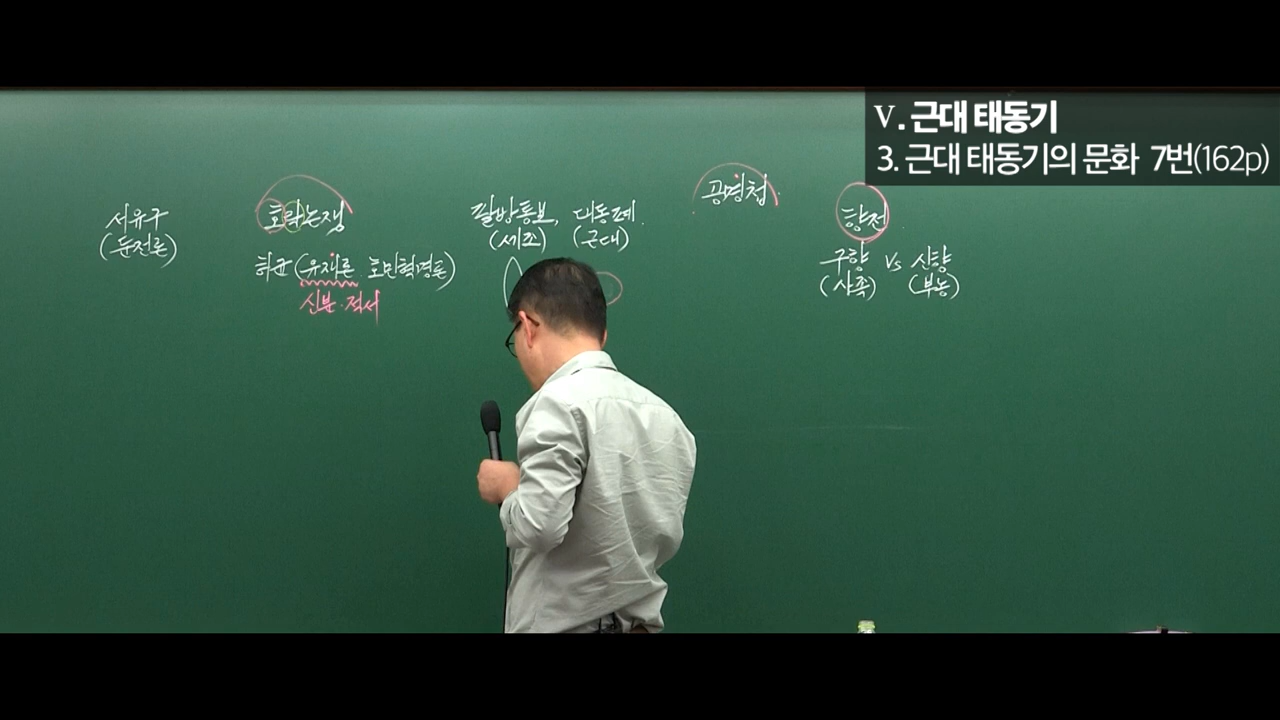 V. 근대 태동기
3. 근대 태동기의 문화 7번(162p)
서유구
(둔전론)
호락논쟁
허균(유재론 호민혁명론)
신분·적서
팔방통보, 대동폐.
(세조) (근대)
공명첩.
향전.
구향 vs 신향
(사족) (부농)